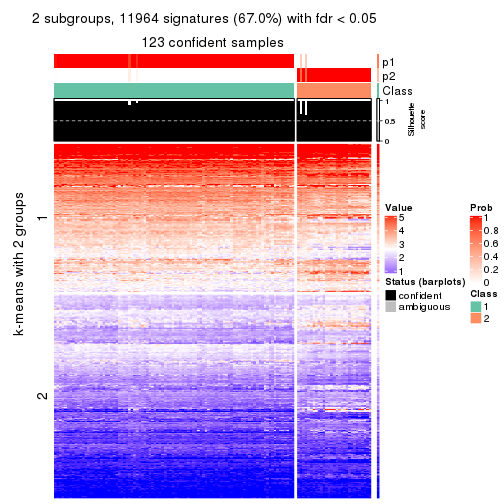 2 subgroups, 11964 signatures (67.0%) with fdr < 0.05
123 confident samples
p1
p2
Class
1
0.5
0
Silhouette
score
k-means with 2 groups
1
2
Value
5
4
3
2
1
Status (barplots)
confident
ambiguous
Prob
1
0.8
0.6
0.4
0.2
0
Class
1
2